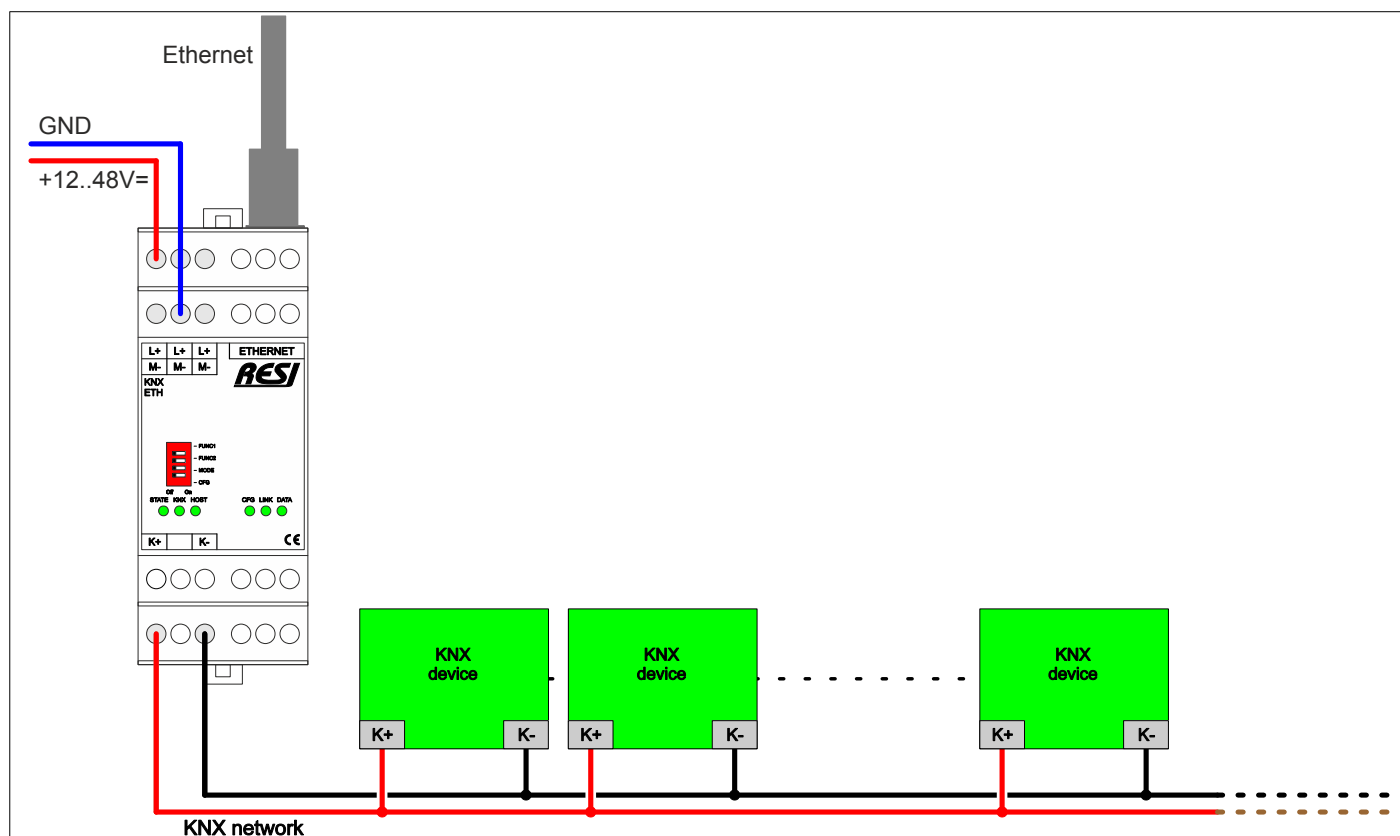 Ethernet
GND
+12..48V=
L+ L+ L+ ETHERNET
M- M- M- RESI
KNX
ETH
FUNC1
FUNC2
MODE
CFG
Off On
STATE KNX HOST CFG LINK DATA
K+ K- CE
KNX
device
KNX
device
KNX
device
K+ K- K+ K- K+ K-
KNX network